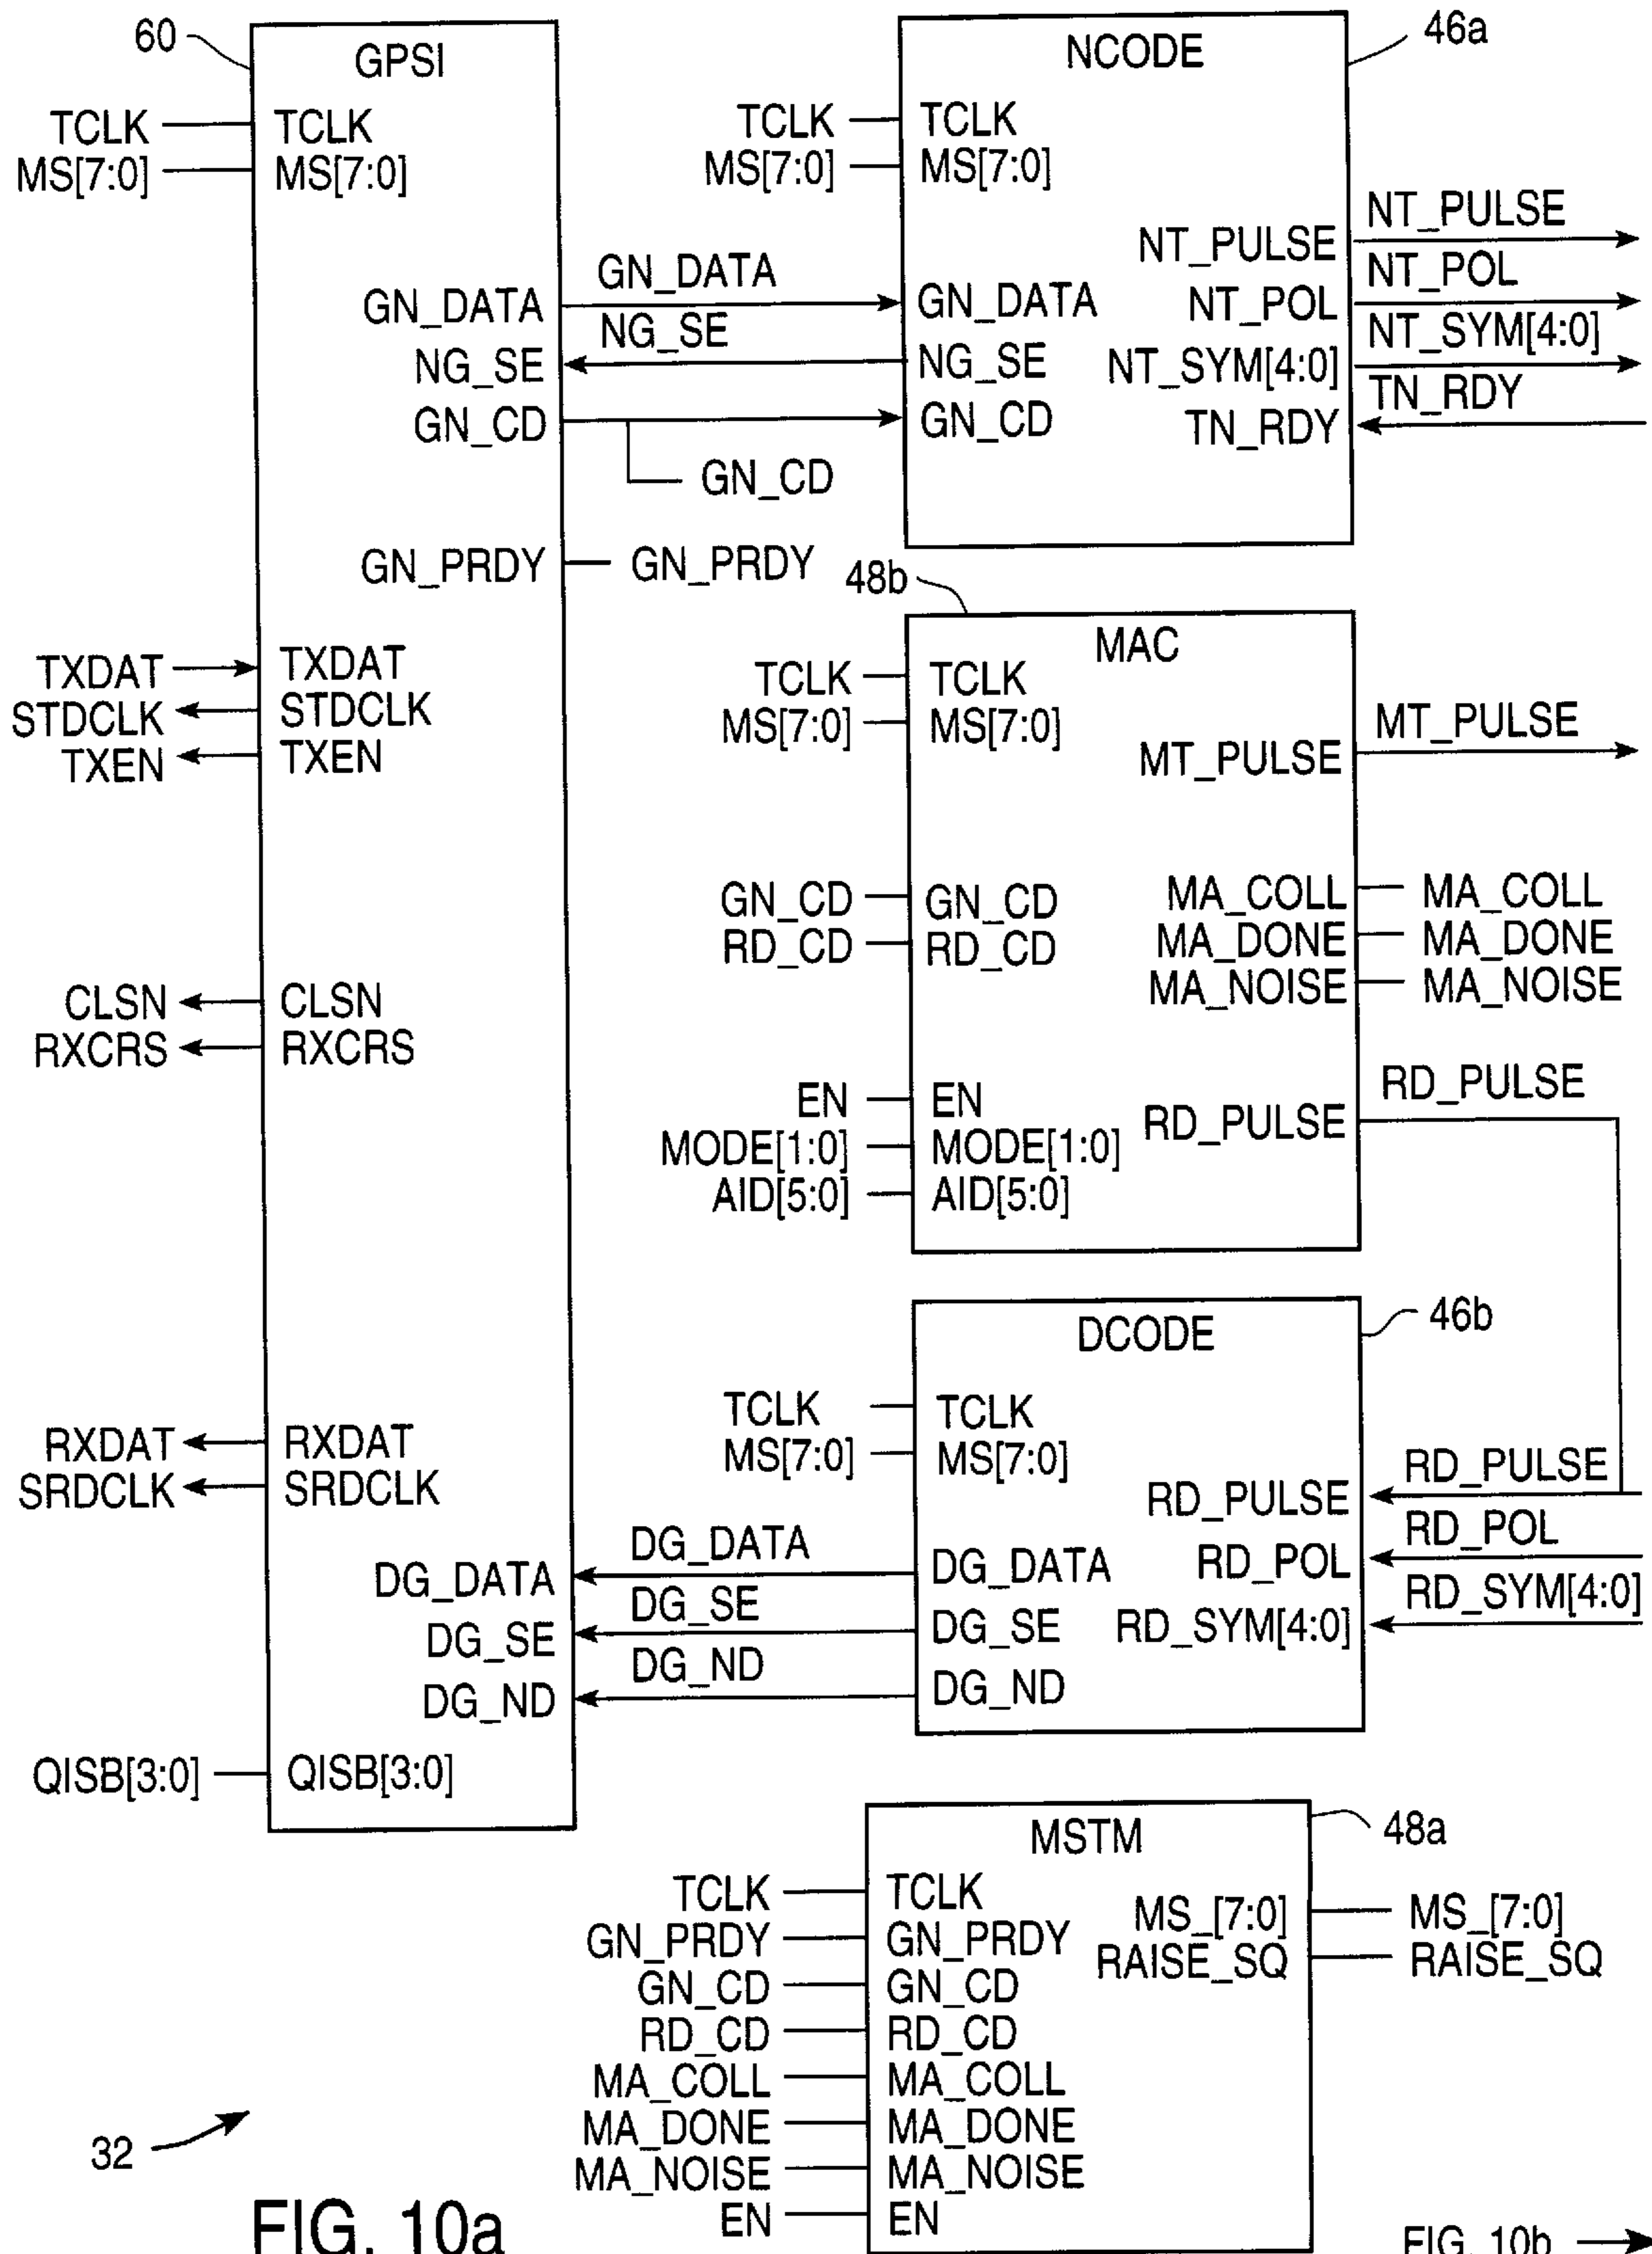 60
GPSI
TCLK
MS[7:0]
TCLK
MS[7:0]
GN_DATA
NG_SE
GN_CD
GN_PRDY
GN_DATA
NG_SE
GN_CD
GN_PRDY
TXDAT
STDCLK
TXEN
TXDAT
STDCLK
TXEN
CLSN
RXCRS
CLSN
RXCRS
RXDAT
SRDCLK
RXDAT
SRDCLK
DG_DATA
DG_SE
DG_ND
DG_DATA
DG_SE
DG_ND
QISB[3:0]
QISB[3:0]
46a
NCODE
TCLK
MS[7:0]
TCLK
MS[7:0]
GN_DATA
NG_SE
GN_CD
NT_PULSE
NT_POL
NT_SYM[4:0]
TN_RDY
NT_PULSE
NT_POL
NT_SYM[4:0]
TN_RDY
48b
MAC
TCLK
MS[7:0]
TCLK
MS[7:0]
MT_PULSE
MT_PULSE
GN_CD
RD_CD
GN_CD
RD_CD
MA_COLL
MA_DONE
MA_NOISE
MA_COLL
MA_DONE
MA_NOISE
EN
MODE[1:0]
AID[5:0]
EN
MODE[1:0]
AID[5:0]
RD_PULSE
RD_PULSE
46b
DCODE
TCLK
MS[7:0]
TCLK
MS[7:0]
DG_DATA
DG_SE
DG_ND
RD_PULSE
RD_POL
RD_SYM[4:0]
RD_PULSE
RD_POL
RD_SYM[4:0]
48a
MSTM
TCLK
GN_PRDY
GN_CD
RD_CD
MA_COLL
MA_DONE
MA_NOISE
EN
TCLK
GN_PRDY
GN_CD
RD_CD
MA_COLL
MA_DONE
MA_NOISE
EN
MS_[7:0]
RAISE_SQ
MS_[7:0]
RAISE_SQ
32
FIG. 10a
FIG. 10b